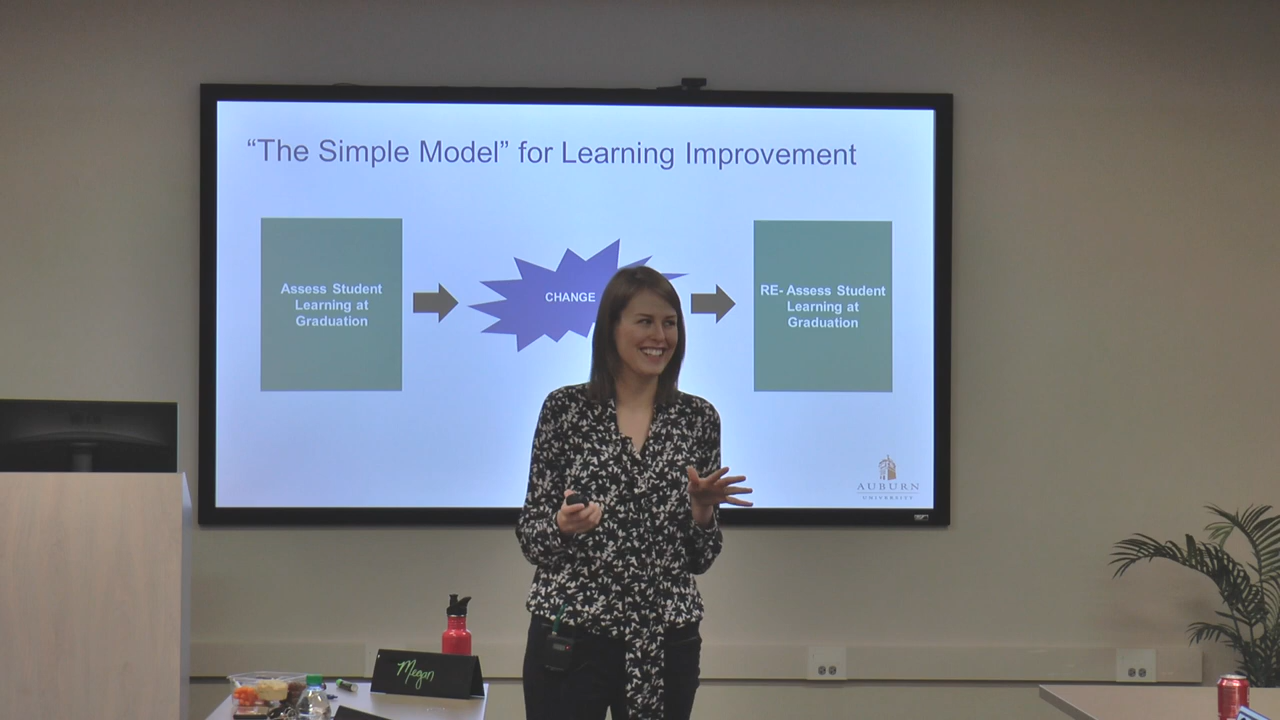 “The Simple Model” for Learning Improvement
Assess Student
Learning at
Graduation
CHANGE
RE- Assess Student
Learning at
Graduation
AUBURN
UNIVERSITY
Megan